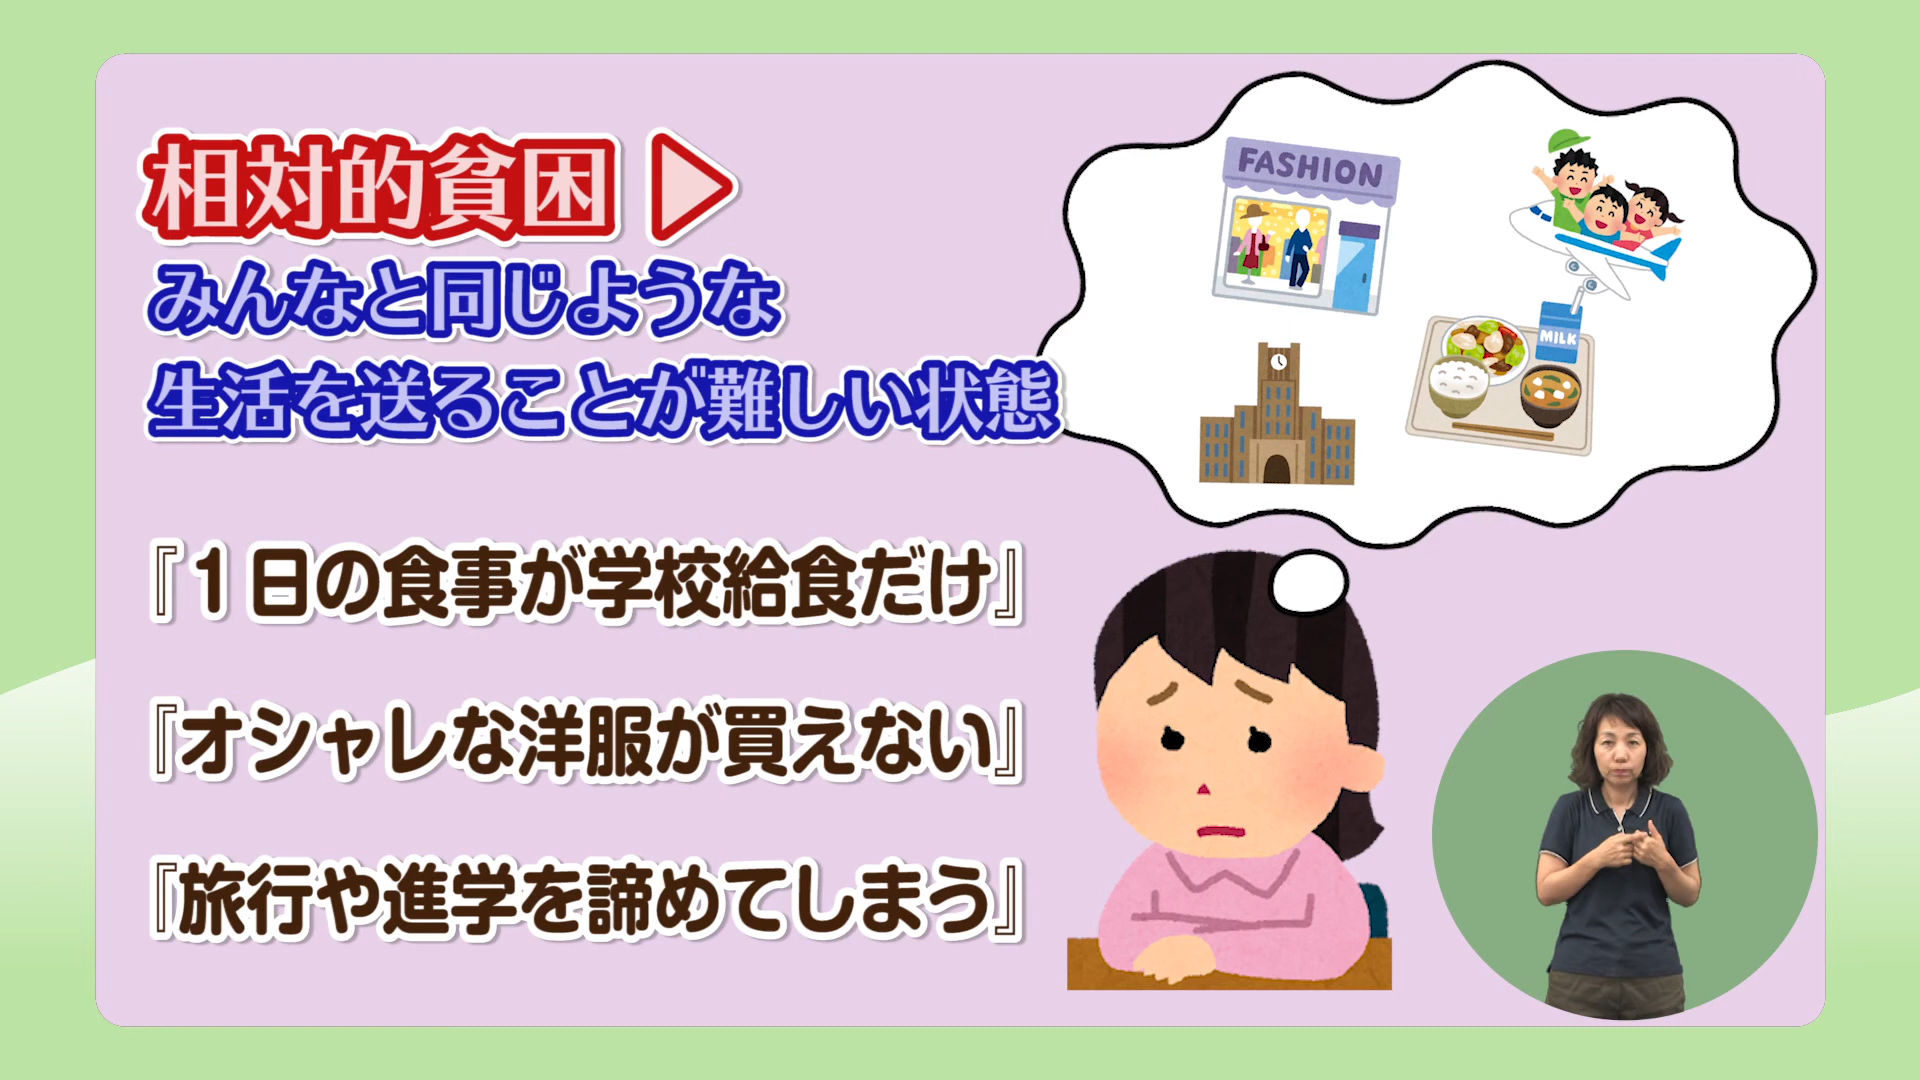 相対的貧困 ▷
みんなと同じような
生活を送ることが難しい状態
『１日の食事が学校給食だけ』
『オシャレな洋服が買えない』
『旅行や進学を諦めてしまう』
FASHION
MILK